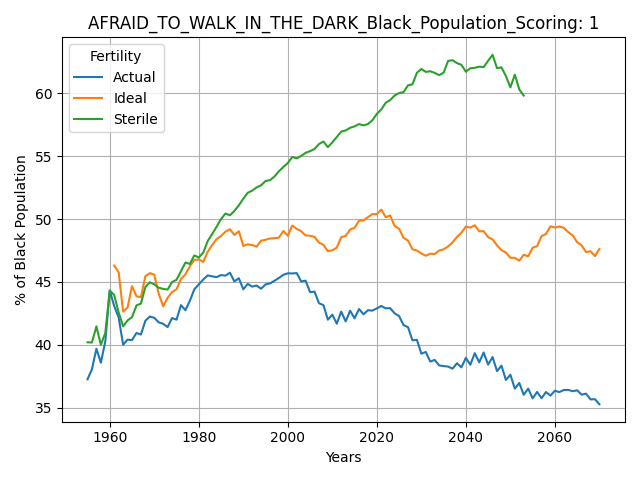 AFRAID_TO_WALK_IN_THE_DARK_Black_Population_Scoring: 1
Fertility
Actual
Ideal
Sterile
% of Black Population
60
55
50
45
40
35
1960
1980
2000
2020
2040
2060
Years